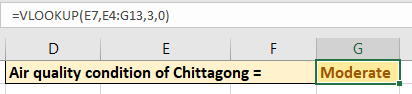 =VLOOKUP(E7,E4:G13,3,0)
D E F G
Air quality condition of Chittagong = Moderate